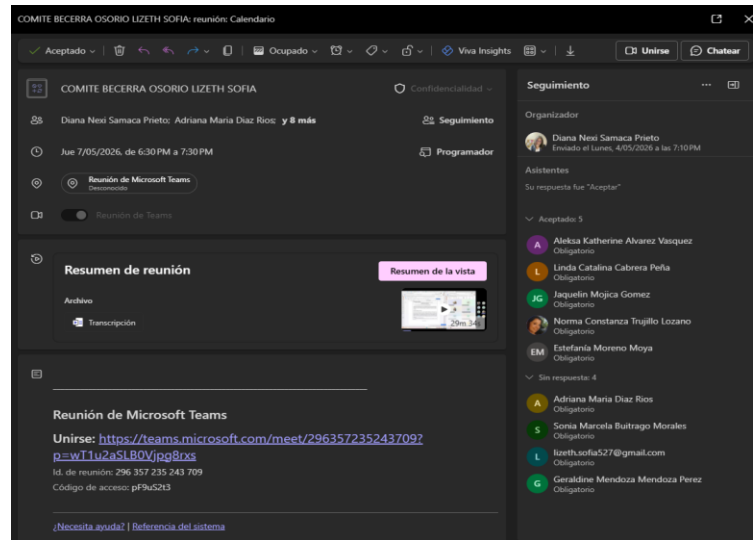 COMITE BECERRA OSORIO LIZETH SOFIA: reunión: Calendario
Aceptado
Ocupado
Viva Insights
Unirse
Chatear
COMITE BECERRA OSORIO LIZETH SOFIA
Confidencialidad
Diana Nexi Samaca Prieto; Adriana Maria Diaz Rios; y 8 más
Seguimiento
Jue 7/05/2026, de 6:30 PM a 7:30 PM
Programador
Reunión de Microsoft Teams
Desconocido
Reunión de Teams
Resumen de reunión
Resumen de la vista
Archivo
Transcripción
29m 34s
Reunión de Microsoft Teams
Unirse: https://teams.microsoft.com/meet/296357235243709?
p=wT1u2aSLB0Vjpg8rxs
Id. de reunión: 296 357 235 243 709
Código de acceso: pF9uS2t3
¿Necesita ayuda? | Referencia del sistema
Seguimiento
Organizador
Diana Nexi Samaca Prieto
Enviado el Lunes, 4/05/2026 a las 7:10 PM
Asistentes
Su respuesta fue "Aceptar"
Aceptado: 5
A
Aleksa Katherine Alvarez Vasquez
Obligatorio
L
Linda Catalina Cabrera Peña
Obligatorio
JG
Jaquelin Mojica Gomez
Obligatorio
Norma Constanza Trujillo Lozano
Obligatorio
EM
Estefanía Moreno Moya
Obligatorio
Sin respuesta: 4
A
Adriana Maria Diaz Rios
Obligatorio
S
Sonia Marcela Buitrago Morales
Obligatorio
L
lizeth.sofia527@gmail.com
Obligatorio
G
Geraldine Mendoza Mendoza Perez
Obligatorio